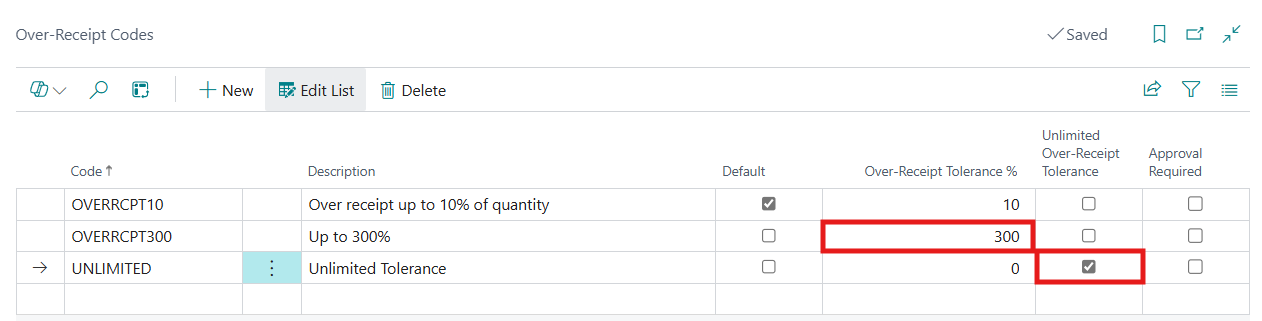 Over-Receipt Codes
Saved
New
Edit List
Delete
Code Description Default Over-Receipt Tolerance % Unlimited Over-Receipt Tolerance Approval Required
OVERRCPT10 Over receipt up to 10% of quantity 10
OVERRCPT300 Up to 300% 300
UNLIMITED Unlimited Tolerance 0